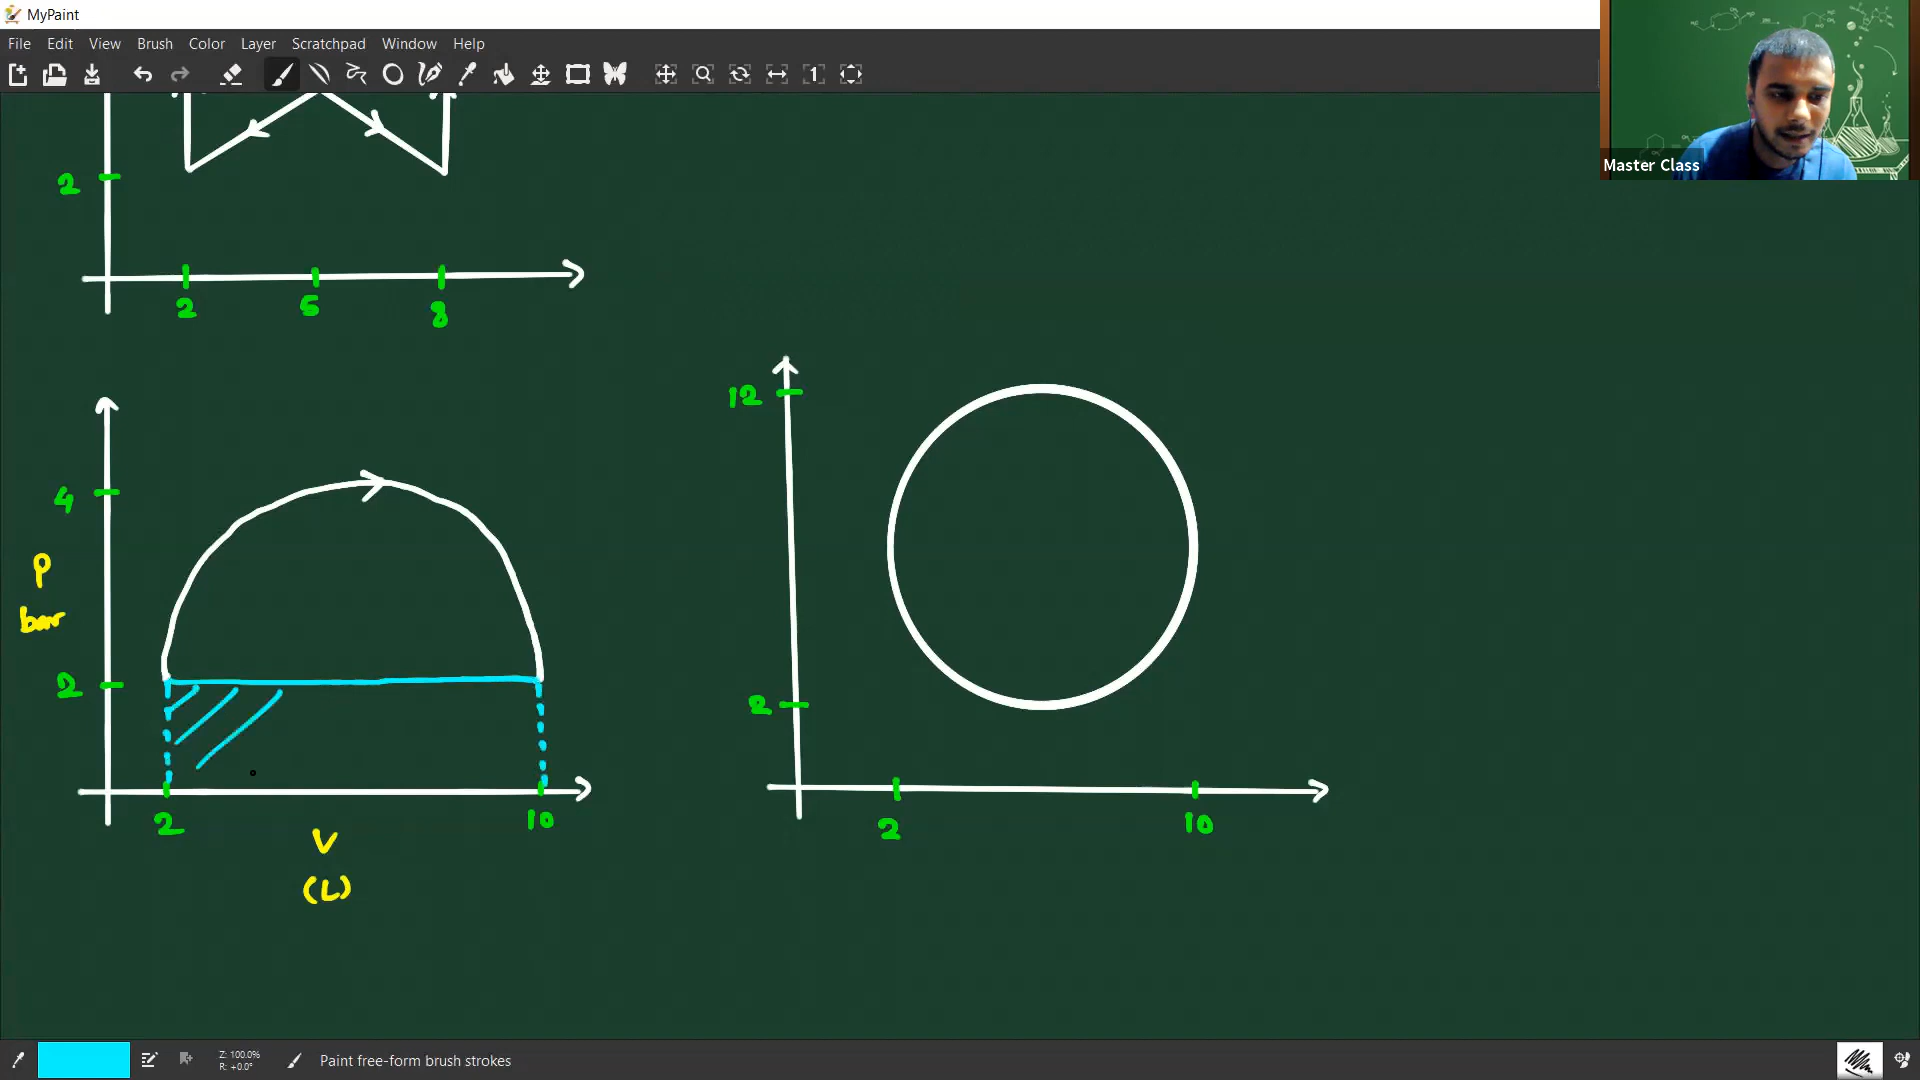 MyPaint
File Edit View Brush Color Layer Scratchpad Window Help
Master Class
2
2 5 8
4
2
P
bar
2 10
V
(L)
12
2
2 10
Z: 100.0%
R: +0.0°
Paint free-form brush strokes